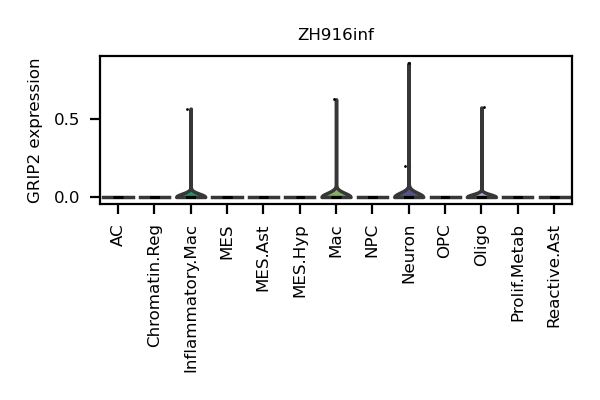 ZH916inf
GRIP2 expression
0.5
0.0
AC
Chromatin.Reg
Inflammatory.Mac
MES
MES.Ast
MES.Hyp
Mac
NPC
Neuron
OPC
Oligo
Prolif.Metab
Reactive.Ast